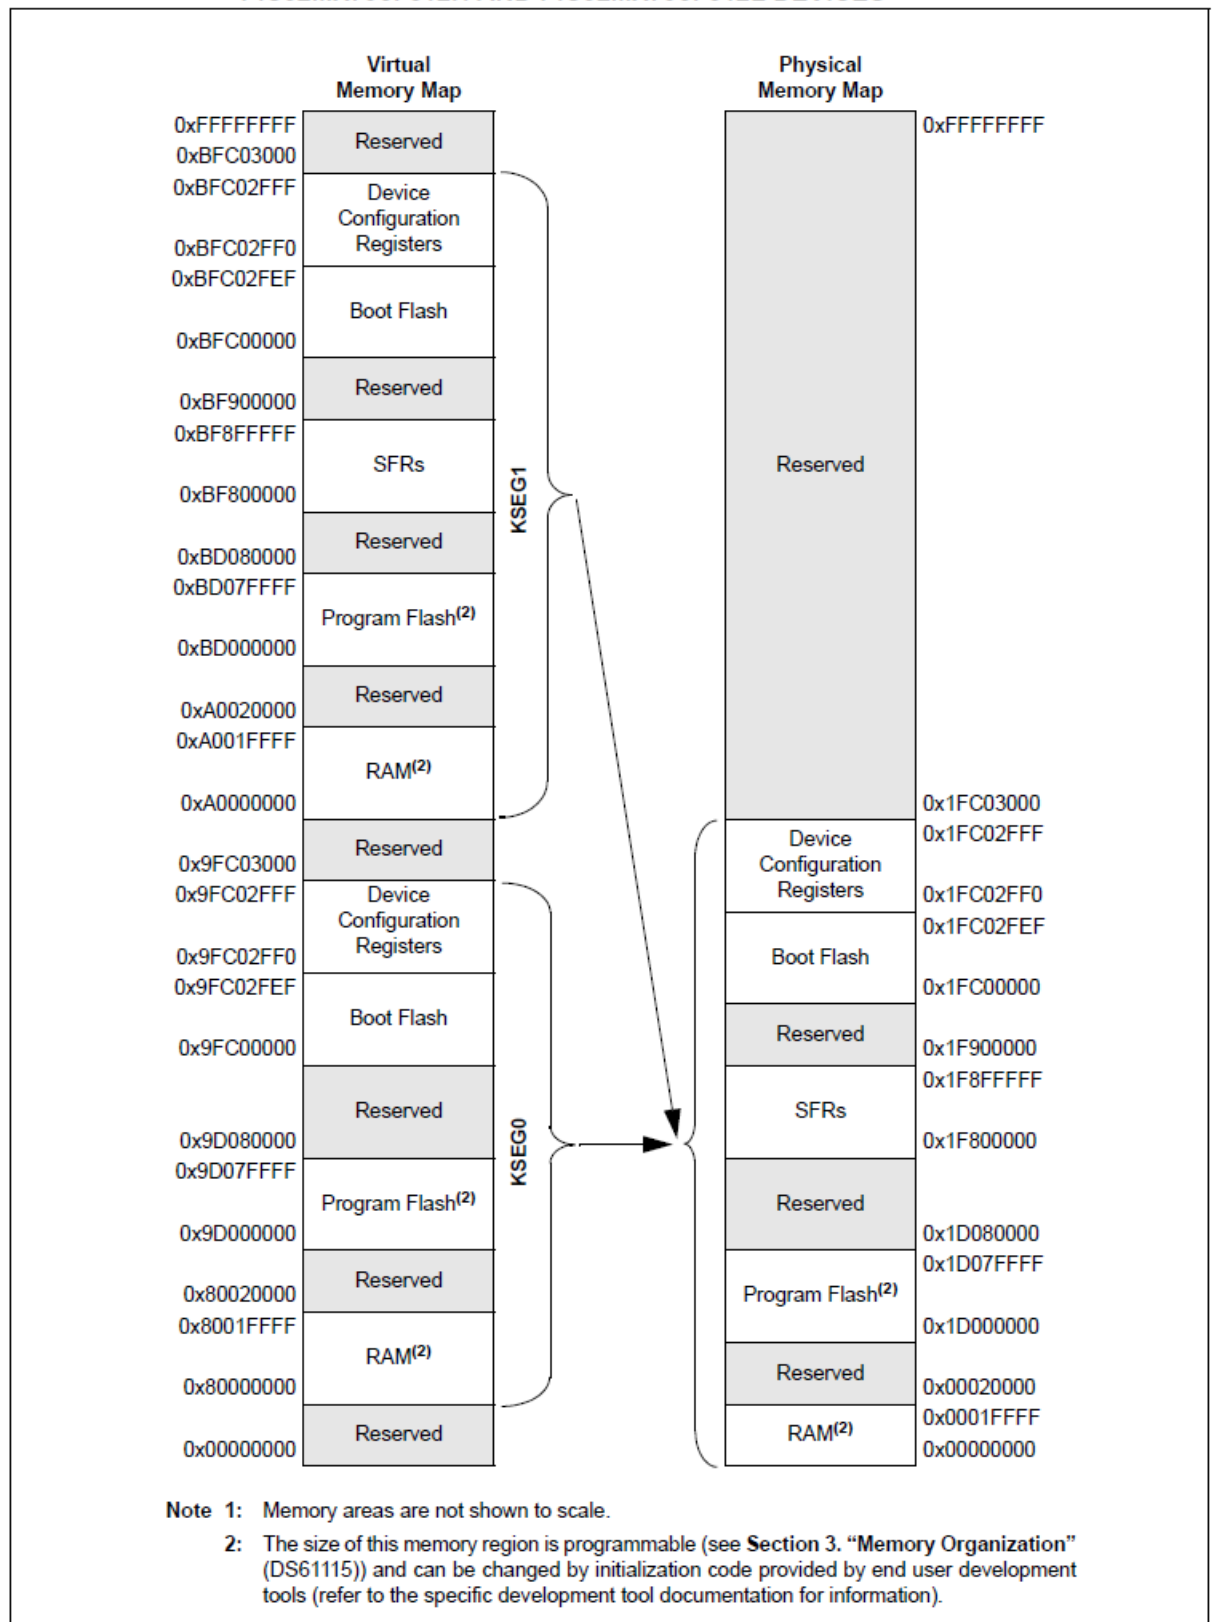 Virtual
Memory Map
0xFFFFFFFF
Reserved
0xBFC03000
0xBFC02FFF
Device
Configuration
Registers
0xBFC02FF0
0xBFC02FEF
Boot Flash
0xBFC00000
Reserved
0xBF900000
0xBF8FFFFF
SFRs
0xBF800000
Reserved
0xBD080000
0xBD07FFFF
Program Flash(2)
0xBD000000
Reserved
0xA0020000
0xA001FFFF
RAM(2)
0xA0000000
KSEG1
Reserved
0x9FC03000
0x9FC02FFF
Device
Configuration
Registers
0x9FC02FF0
0x9FC02FEF
Boot Flash
0x9FC00000
Reserved
0x9D080000
0x9D07FFFF
Program Flash(2)
0x9D000000
Reserved
0x80020000
0x8001FFFF
RAM(2)
0x80000000
KSEG0
Reserved
0x00000000
Physical
Memory Map
0xFFFFFFFF
Reserved
0x1FC03000
0x1FC02FFF
Device
Configuration
Registers
0x1FC02FF0
0x1FC02FEF
Boot Flash
0x1FC00000
Reserved
0x1F900000
0x1F8FFFFF
SFRs
0x1F800000
Reserved
0x1D080000
0x1D07FFFF
Program Flash(2)
0x1D000000
Reserved
0x00020000
0x0001FFFF
RAM(2)
0x00000000
Note 1: Memory areas are not shown to scale.
2: The size of this memory region is programmable (see Section 3. “Memory Organization”
(DS61115)) and can be changed by initialization code provided by end user development
tools (refer to the specific development tool documentation for information).